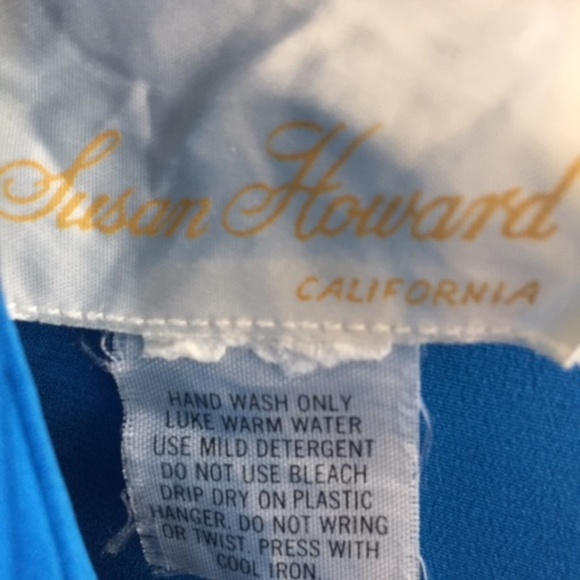 Susan Howard
CALIFORNIA
HAND WASH ONLY
LUKE WARM WATER
USE MILD DETERGENT
DO NOT USE BLEACH
DRIP DRY ON PLASTIC
HANGER. DO NOT WRING
OR TWIST. PRESS WITH
COOL IRON.